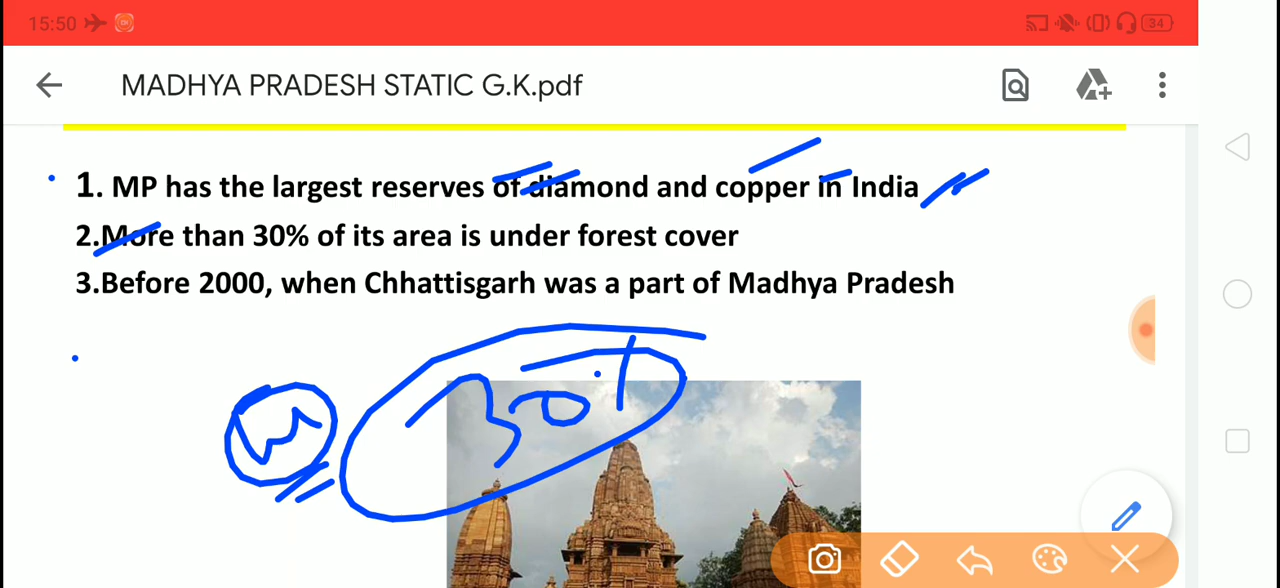 15:50
34
MADHYA PRADESH STATIC G.K.pdf
1. MP has the largest reserves of diamond and copper in India
2.More than 30% of its area is under forest cover
3.Before 2000, when Chhattisgarh was a part of Madhya Pradesh
30%